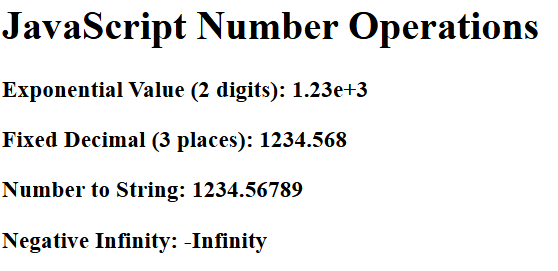 JavaScript Number Operations
Exponential Value (2 digits): 1.23e+3
Fixed Decimal (3 places): 1234.568
Number to String: 1234.56789
Negative Infinity: -Infinity